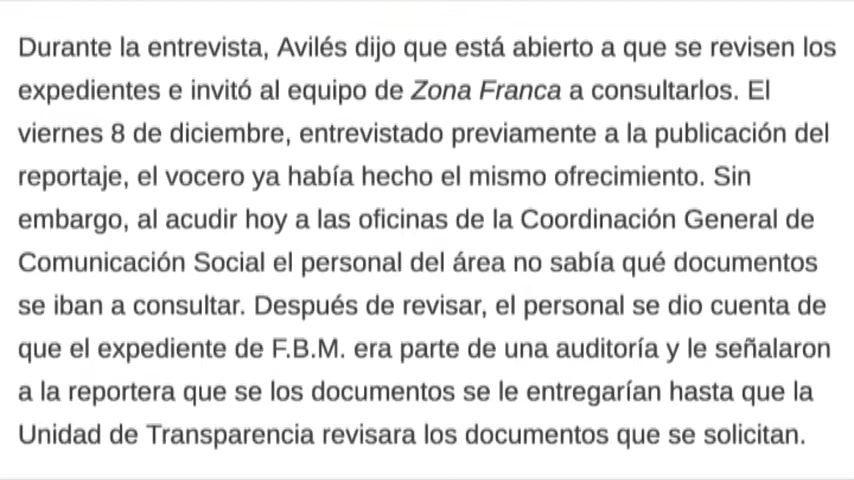 Durante la entrevista, Avilés dijo que está abierto a que se revisen los
expedientes e invitó al equipo de Zona Franca a consultarlos. El
viernes 8 de diciembre, entrevistado previamente a la publicación del
reportaje, el vocero ya había hecho el mismo ofrecimiento. Sin
embargo, al acudir hoy a las oficinas de la Coordinación General de
Comunicación Social el personal del área no sabía qué documentos
se iban a consultar. Después de revisar, el personal se dio cuenta de
que el expediente de F.B.M. era parte de una auditoría y le señalaron
a la reportera que se los documentos se le entregarían hasta que la
Unidad de Transparencia revisara los documentos que se solicitan.